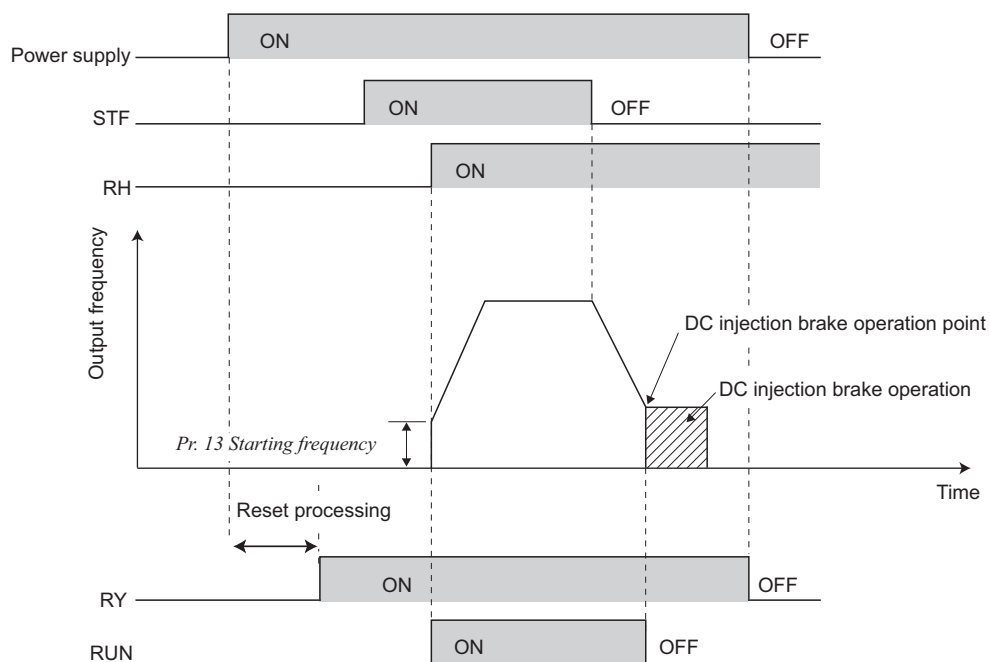 Power supply
ON
OFF
STF
ON
OFF
RH
ON
Output frequency
DC injection brake operation point
DC injection brake operation
Pr. 13 Starting frequency
Time
Reset processing
RY
ON
OFF
RUN
ON
OFF